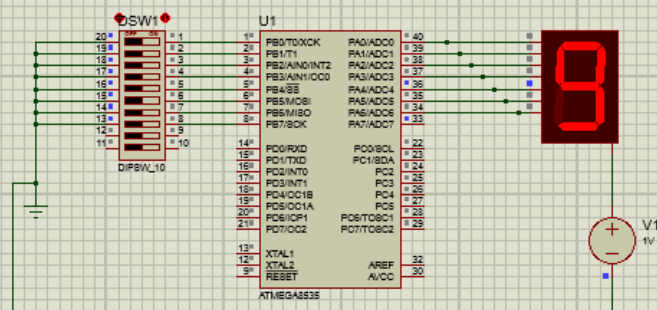 DSW1
OFF ON
20 1
19 2
18 3
17 4
16 5
15 6
14 7
13 8
12 9
11 10
DIPSW_10
U1
1 PB0/T0/XCK PA0/ADC0 40
2 PB1/T1 PA1/ADC1 39
3 PB2/AIN0/INT2 PA2/ADC2 38
4 PB3/AIN1/OC0 PA3/ADC3 37
5 PB4/SS PA4/ADC4 36
6 PB5/MOSI PA5/ADC5 35
7 PB6/MISO PA6/ADC6 34
8 PB7/SCK PA7/ADC7 33
14 PD0/RXD PC0/SCL 22
15 PD1/TXD PC1/SDA 23
16 PD2/INT0 PC2 24
17 PD3/INT1 PC3 25
18 PD4/OC1B PC4 26
19 PD5/OC1A PC5 27
20 PD6/ICP1 PC6/TOSC1 28
21 PD7/OC2 PC7/TOSC2 29
13 XTAL1
12 XTAL2 AREF 32
9 RESET AVCC 30
ATMEGA8535
9
V1
1V
+
−